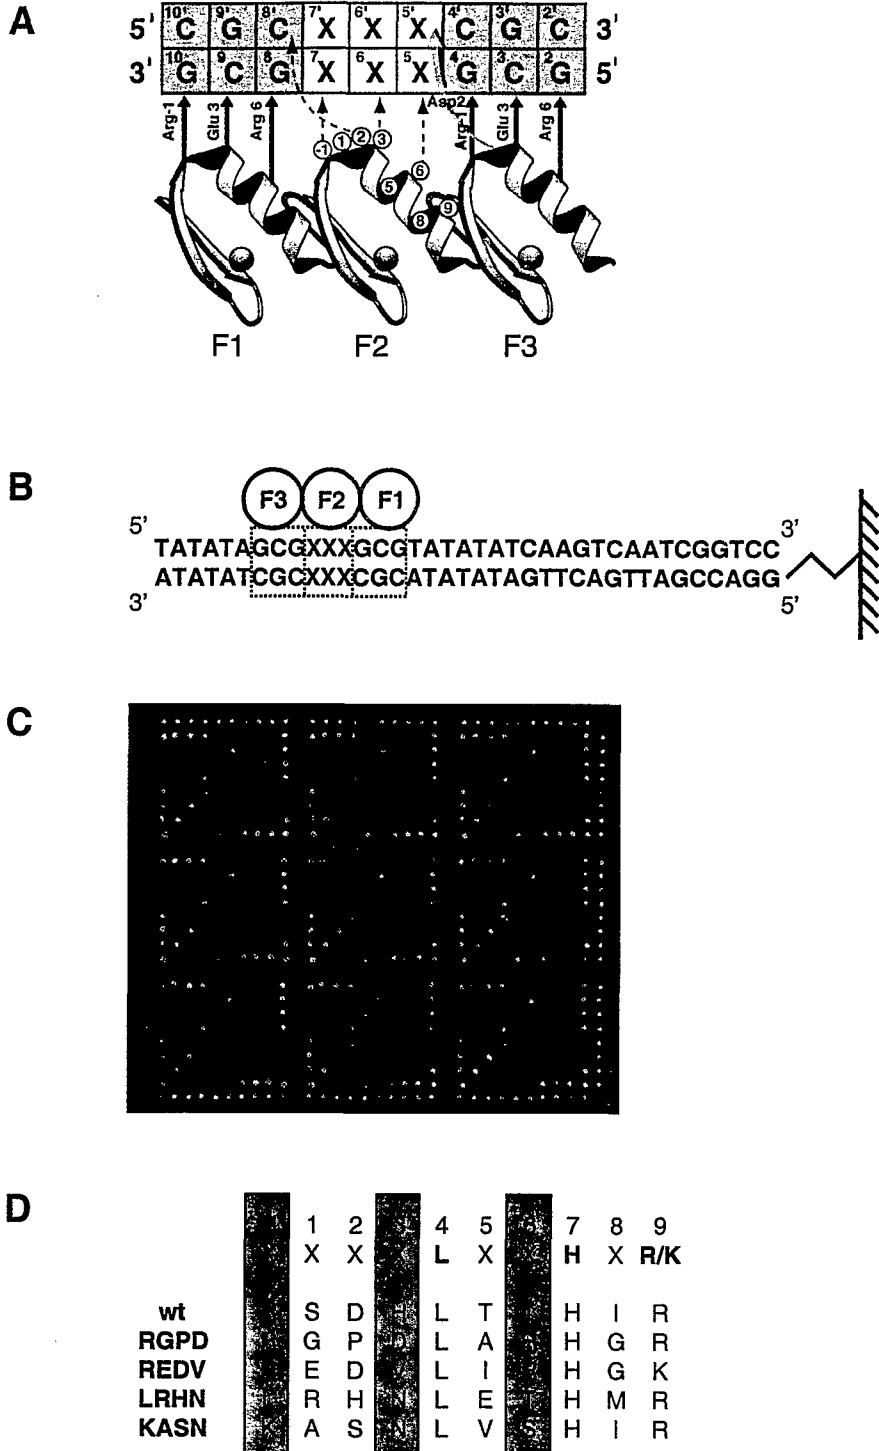 A
10' 9' 8' 7' 6' 5' 4' 3' 2'
5' C G C X X X C G C 3'
10 9 8 7 6 5 4 3 2
3' G C G X X X G C G 5'
Arg-1 Glu 3 Arg 6 Asp2 Arg-1 Glu 3 Arg 6
-1 1 2 3 5 6 8 9
F1 F2 F3
B
F3 F2 F1
5' 3'
TATATAGCGXXXGCGTATATATCAAGTCAATCGGTCC
ATATATCGCXXXCGCATATATAGTTCAGTTAGCCAGG
3' 5'
C
D
1 2 4 5 7 8 9
X X L X H X R/K
wt S D H L T H I R
RGPD G P D L A H G R
REDV E D V L I H G K
LRHN R H N L E H M R
KASN K A S N L V S H I R